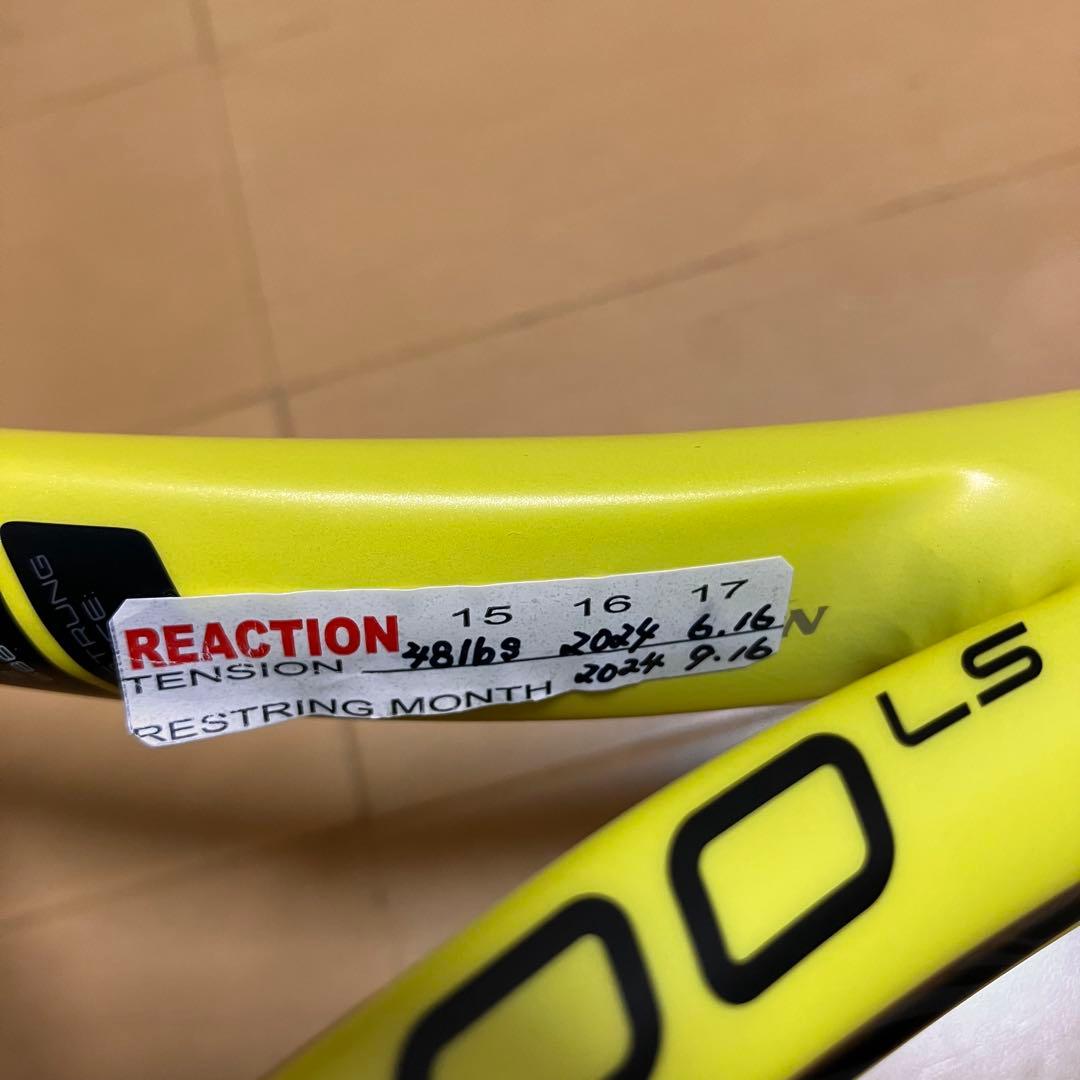 REACTION 15 16 17
TENSION 48lbs 2024 6.16
RESTRING MONTH 2024 9.16
N
00 LS